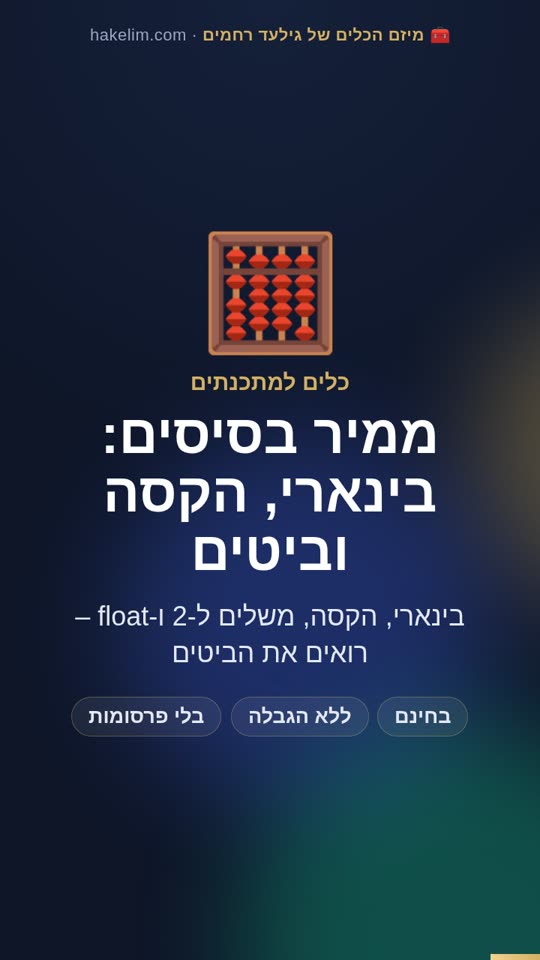 🧰 מיזם הכלים של גילעד רחמים · hakelim.com
כלים למתכנתים
ממיר בסיסים:
בינארי, הקסה
וביטים
בינארי, הקסה, משלים ל-2 ו-float –
רואים את הביטים
בחינם
ללא הגבלה
בלי פרסומות